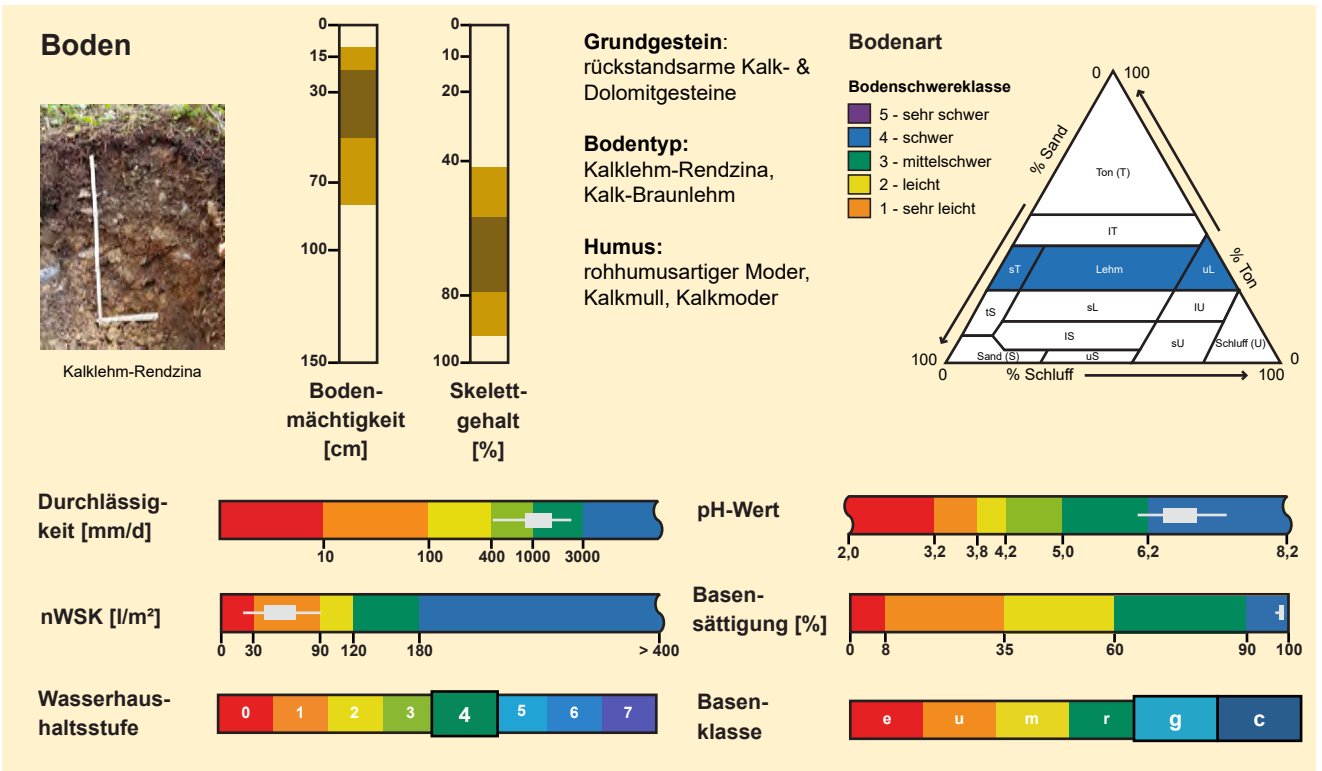 Boden
Kalklehm-Rendzina
0
15
30
70
100
150
Boden-
mächtigkeit
[cm]
0
10
20
40
80
100
Skelett-
gehalt
[%]
Grundgestein:
rückstandsarme Kalk- &
Dolomitgesteine
Bodentyp:
Kalklehm-Rendzina,
Kalk-Braunlehm
Humus:
rohhumusartiger Moder,
Kalkmull, Kalkmoder
Bodenart
Bodenschwereklasse
5 - sehr schwer
4 - schwer
3 - mittelschwer
2 - leicht
1 - sehr leicht
0 100
% Sand
% Ton
Ton (T)
lT
sT Lehm uL
tS sL lU
lS sU Schluff (U)
Sand (S) uS
100 0
0 % Schluff 100
Durchlässig-
keit [mm/d]
10 100 400 1000 3000
pH-Wert
2,0 3,2 3,8 4,2 5,0 6,2 8,2
nWSK [l/m²]
0 30 90 120 180 > 400
Basen-
sättigung [%]
0 8 35 60 90 100
Wasserhaus-
haltsstufe
0 1 2 3 4 5 6 7
Basen-
klasse
e u m r g c